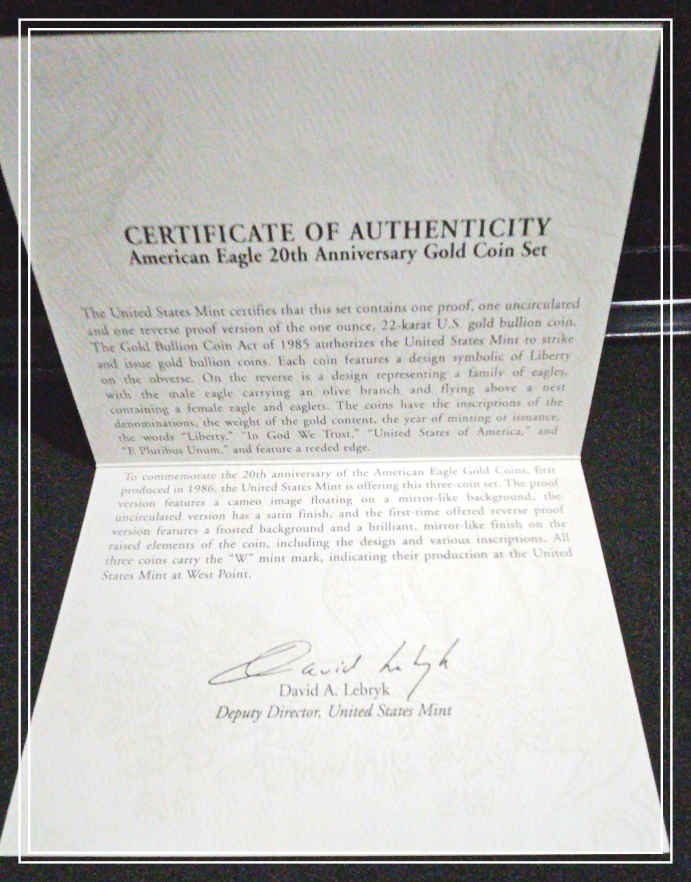 CERTIFICATE OF AUTHENTICITY
American Eagle 20th Anniversary Gold Coin Set
The United States Mint certifies that this set contains one proof, one uncirculated
and one reverse proof version of the one ounce, 22-karat U.S. gold bullion coin.
The Gold Bullion Coin Act of 1985 authorizes the United States Mint to strike
and issue gold bullion coins. Each coin features a design symbolic of Liberty
on the obverse. On the reverse is a design representing a family of eagles,
with the male eagle carrying an olive branch and flying above a nest
containing a female eagle and eaglets. The coins have the inscriptions of the
denominations, the weight of the gold content, the year of minting or issuance,
the words "Liberty," "In God We Trust," "United States of America," and
"E Pluribus Unum," and feature a reeded edge.
To commemorate the 20th anniversary of the American Eagle Gold Coins, first
produced in 1986, the United States Mint is offering this three-coin set. The proof
version features a cameo image floating on a mirror-like background, the
uncirculated version has a satin finish, and the first-time offered reverse proof
version features a frosted background and a brilliant, mirror-like finish on the
raised elements of the coin, including the design and various inscriptions. All
three coins carry the "W" mint mark, indicating their production at the United
States Mint at West Point.
David Lebryk
David A. Lebryk
Deputy Director, United States Mint